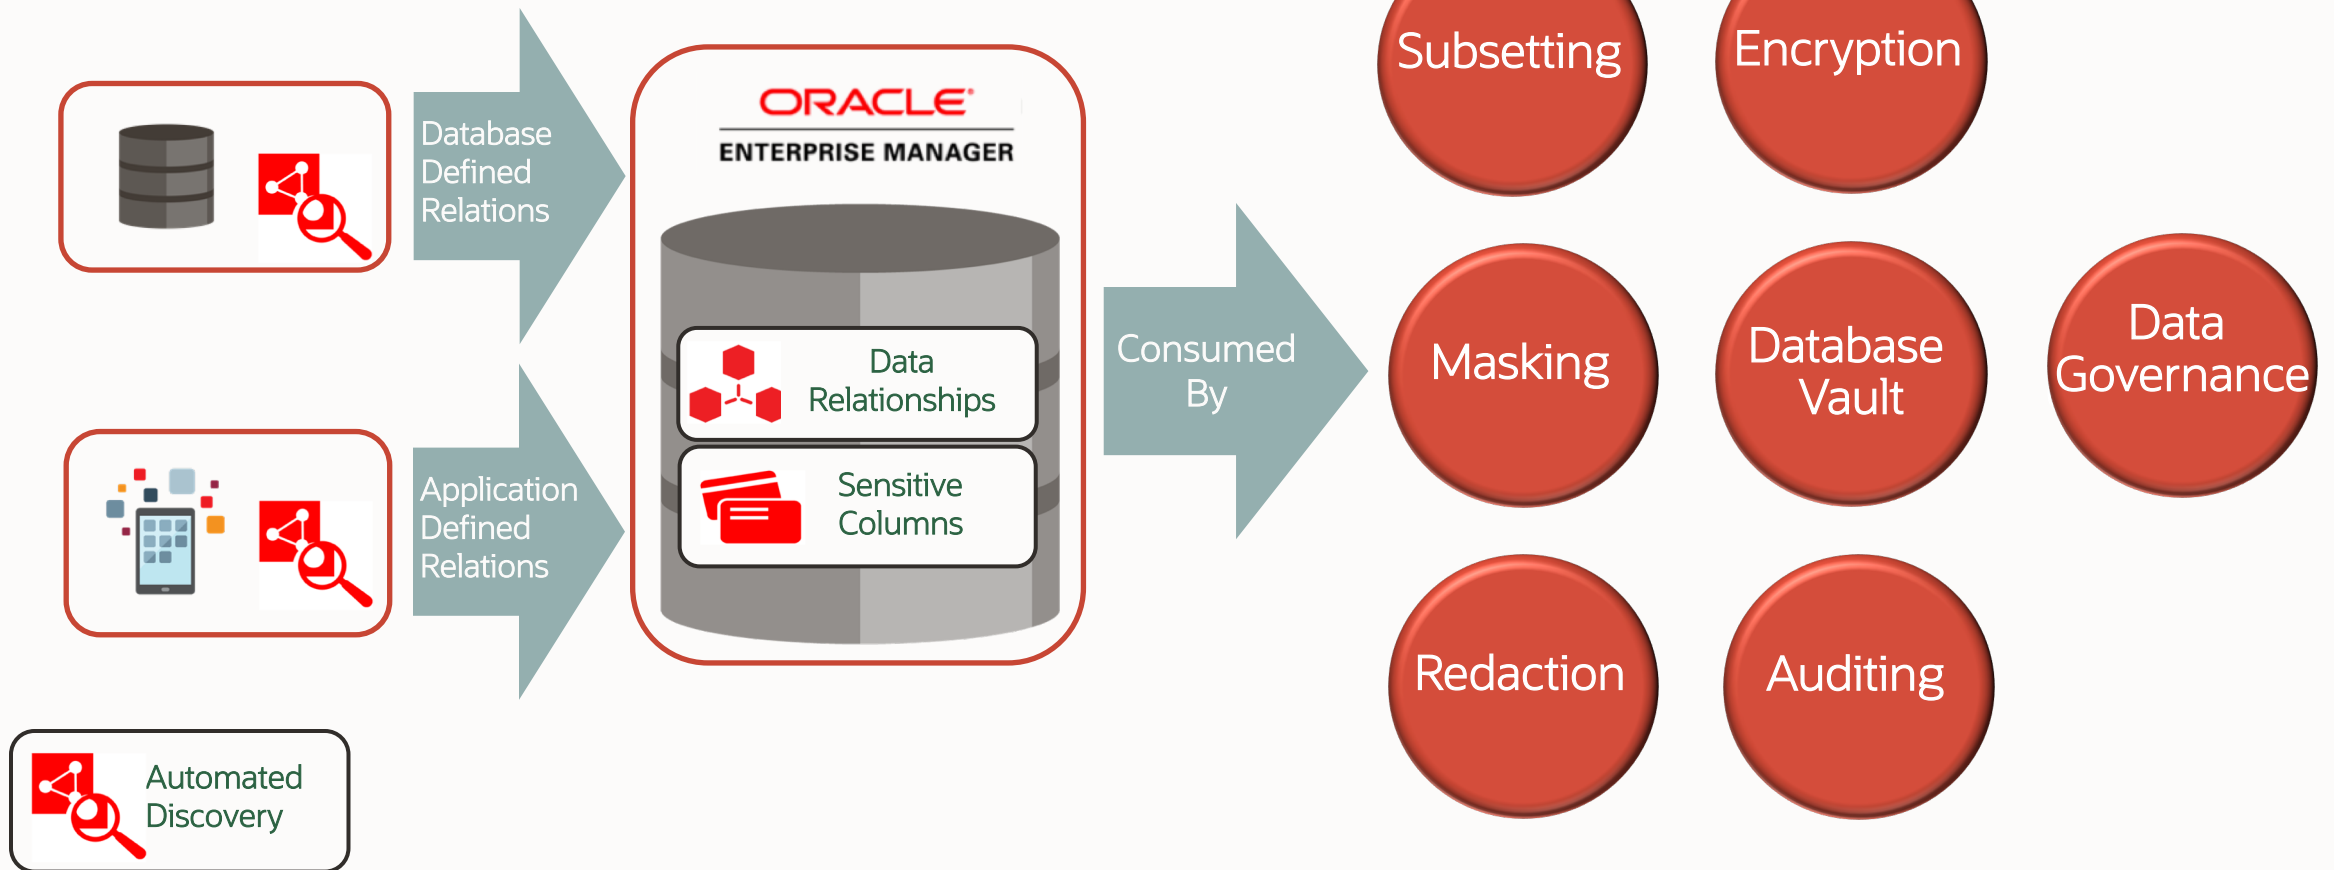 Database
Defined
Relations
Application
Defined
Relations
Automated
Discovery
ORACLE®
ENTERPRISE MANAGER
Data
Relationships
Sensitive
Columns
Consumed
By
Subsetting
Encryption
Masking
Database
Vault
Data
Governance
Redaction
Auditing